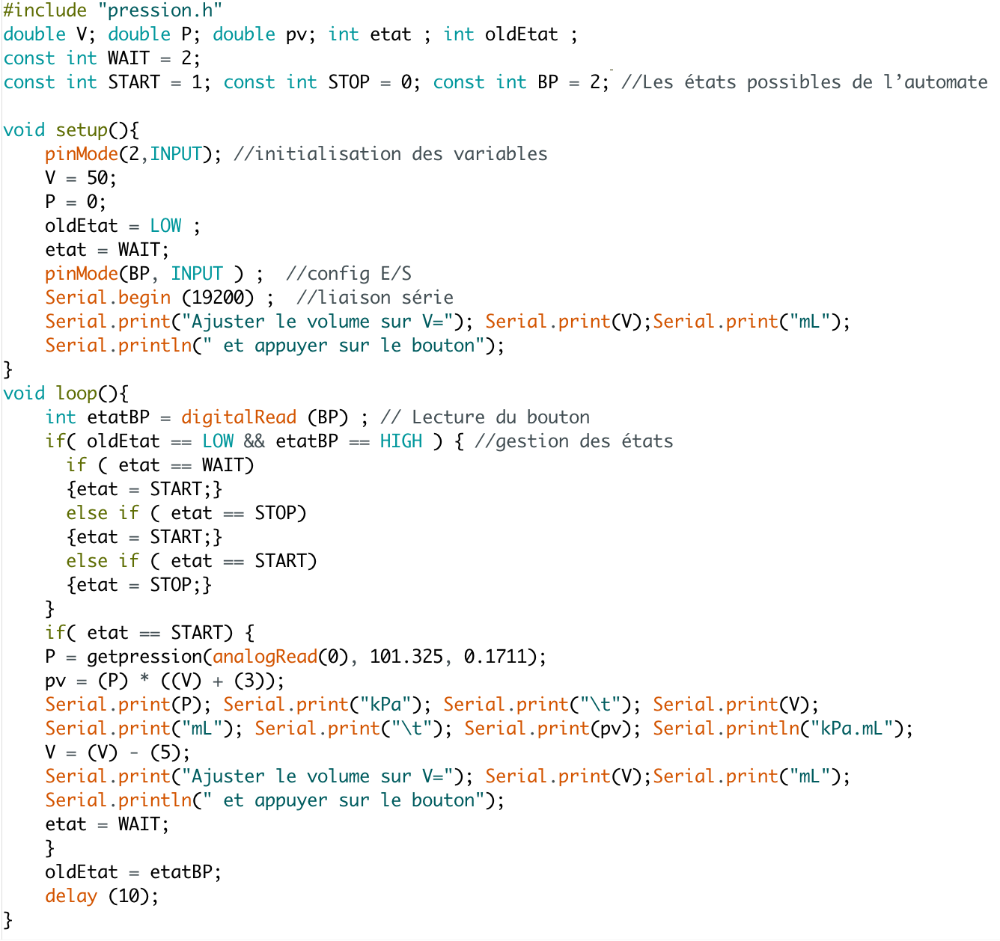 #include "pression.h"
double V; double P; double pv; int etat ; int oldEtat ;
const int WAIT = 2;
const int START = 1; const int STOP = 0; const int BP = 2; //Les états possibles de l’automate
void setup(){
    pinMode(2,INPUT); //initialisation des variables
    V = 50;
    P = 0;
    oldEtat = LOW ;
    etat = WAIT;
    pinMode(BP, INPUT ) ;  //config E/S
    Serial.begin (19200) ;  //liaison série
    Serial.print("Ajuster le volume sur V="); Serial.print(V);Serial.print("mL");
    Serial.println(" et appuyer sur le bouton");
}
void loop(){
    int etatBP = digitalRead (BP) ; // Lecture du bouton
    if( oldEtat == LOW && etatBP == HIGH ) { //gestion des états
      if ( etat == WAIT)
      {etat = START;}
      else if ( etat == STOP)
      {etat = START;}
      else if ( etat == START)
      {etat = STOP;}
    }
    if( etat == START) {
    P = getpression(analogRead(0), 101.325, 0.1711);
    pv = (P) * ((V) + (3));
    Serial.print(P); Serial.print("kPa"); Serial.print("\t"); Serial.print(V);
    Serial.print("mL"); Serial.print("\t"); Serial.print(pv); Serial.println("kPa.mL");
    V = (V) - (5);
    Serial.print("Ajuster le volume sur V="); Serial.print(V);Serial.print("mL");
    Serial.println(" et appuyer sur le bouton");
    etat = WAIT;
    }
    oldEtat = etatBP;
    delay (10);
}